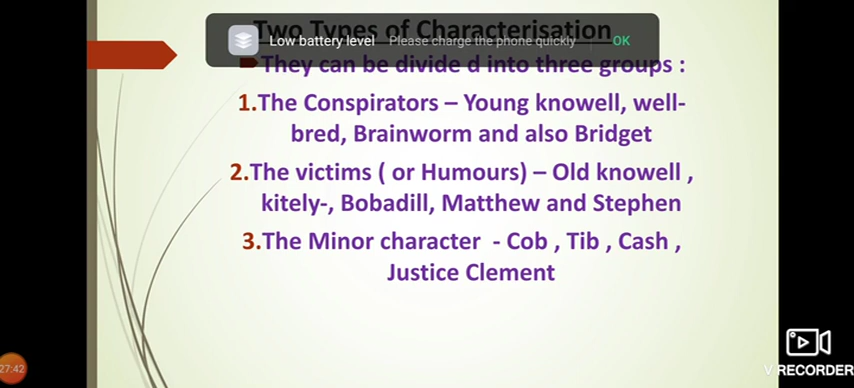 Two Types of Characterisation
Low battery level Please charge the phone quickly OK
They can be divide d into three groups :
1.The Conspirators – Young knowell, well-
bred, Brainworm and also Bridget
2.The victims ( or Humours) – Old knowell ,
kitely-, Bobadill, Matthew and Stephen
3.The Minor character - Cob , Tib , Cash ,
Justice Clement
27:42
V RECORDER